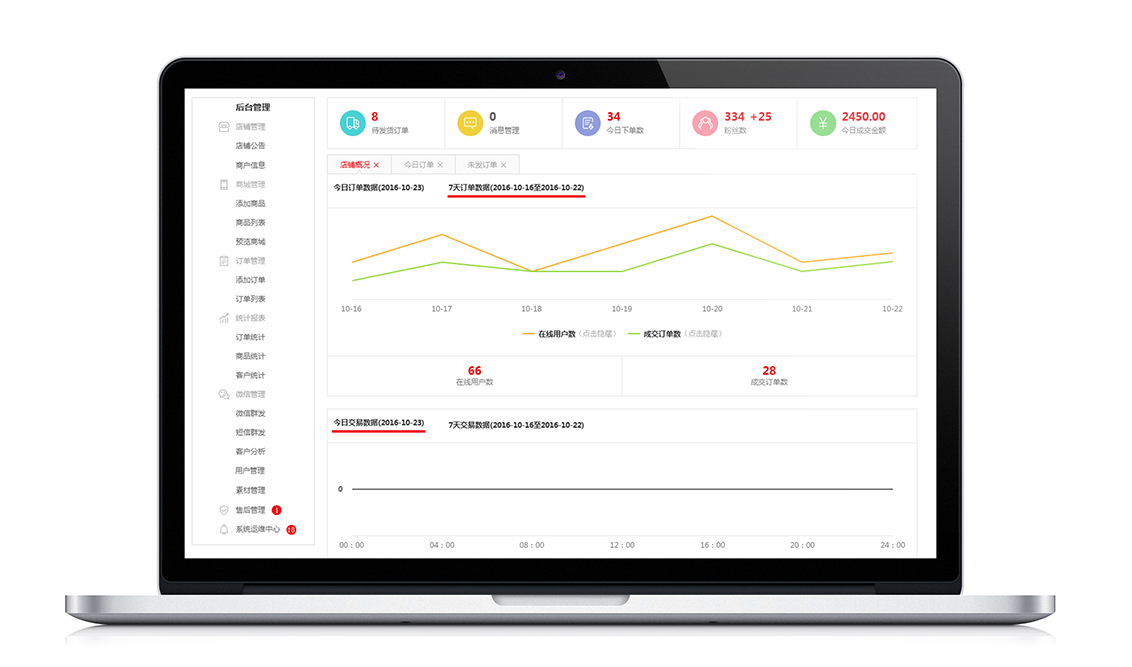 后台管理
店铺管理
店铺公告
商户信息
商城管理
添加商品
商品列表
预览商城
订单管理
添加订单
订单列表
统计报表
订单统计
商品统计
客户统计
微信管理
微信群发
短信群发
客户分析
用户管理
素材管理
售后管理 1
系统运维中心 18
8
待发货订单
0
消息管理
34
今日下单数
334 +25
粉丝数
2450.00
今日成交金额
店铺概况 × 今日订单 × 未发订单 ×
今日订单数据(2016-10-23) 7天订单数据(2016-10-16至2016-10-22)
10-16 10-17 10-18 10-19 10-20 10-21 10-22
在线用户数（点击隐藏） 成交订单数（点击隐藏）
66
在线用户数
28
成交订单数
今日交易数据(2016-10-23) 7天交易数据(2016-10-16至2016-10-22)
0
00 : 00 04 : 00 08 : 00 12 : 00 16 : 00 20 : 00 24 : 00